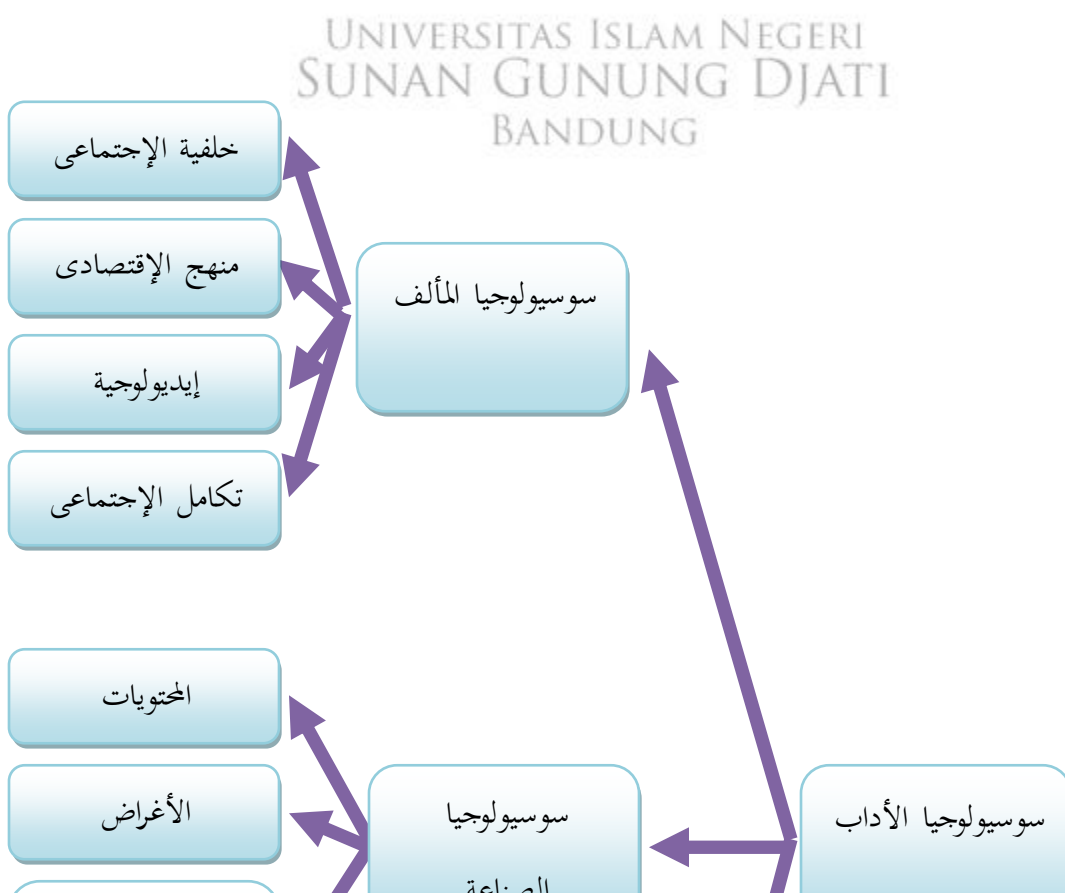 UNIVERSITAS ISLAM NEGERI
SUNAN GUNUNG DJATI
BANDUNG
خلفية الإجتماعى
منهج الإقتصادى
سوسيولوجيا المألف
إيديولوجية
تكامل الإجتماعى
المحتويات
الأغراض
سوسيولوجيا
الصناعة
سوسيولوجيا الأداب